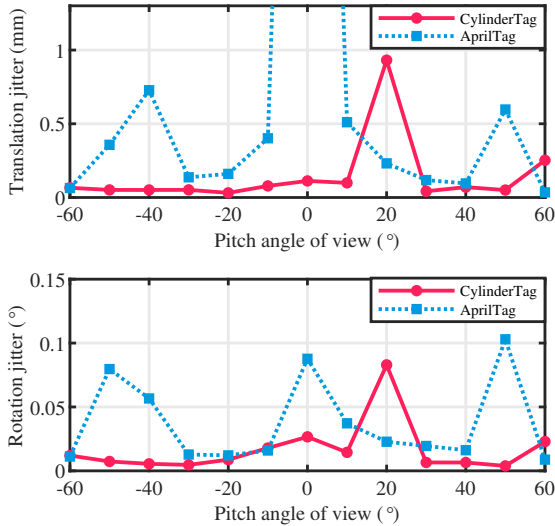 Translation jitter (mm)
1
0.5
0
CylinderTag
AprilTag
-60 -40 -20 0 20 40 60
Pitch angle of view (°)
Rotation jitter (°)
0.15
0.1
0.05
0
CylinderTag
AprilTag
-60 -40 -20 0 20 40 60
Pitch angle of view (°)